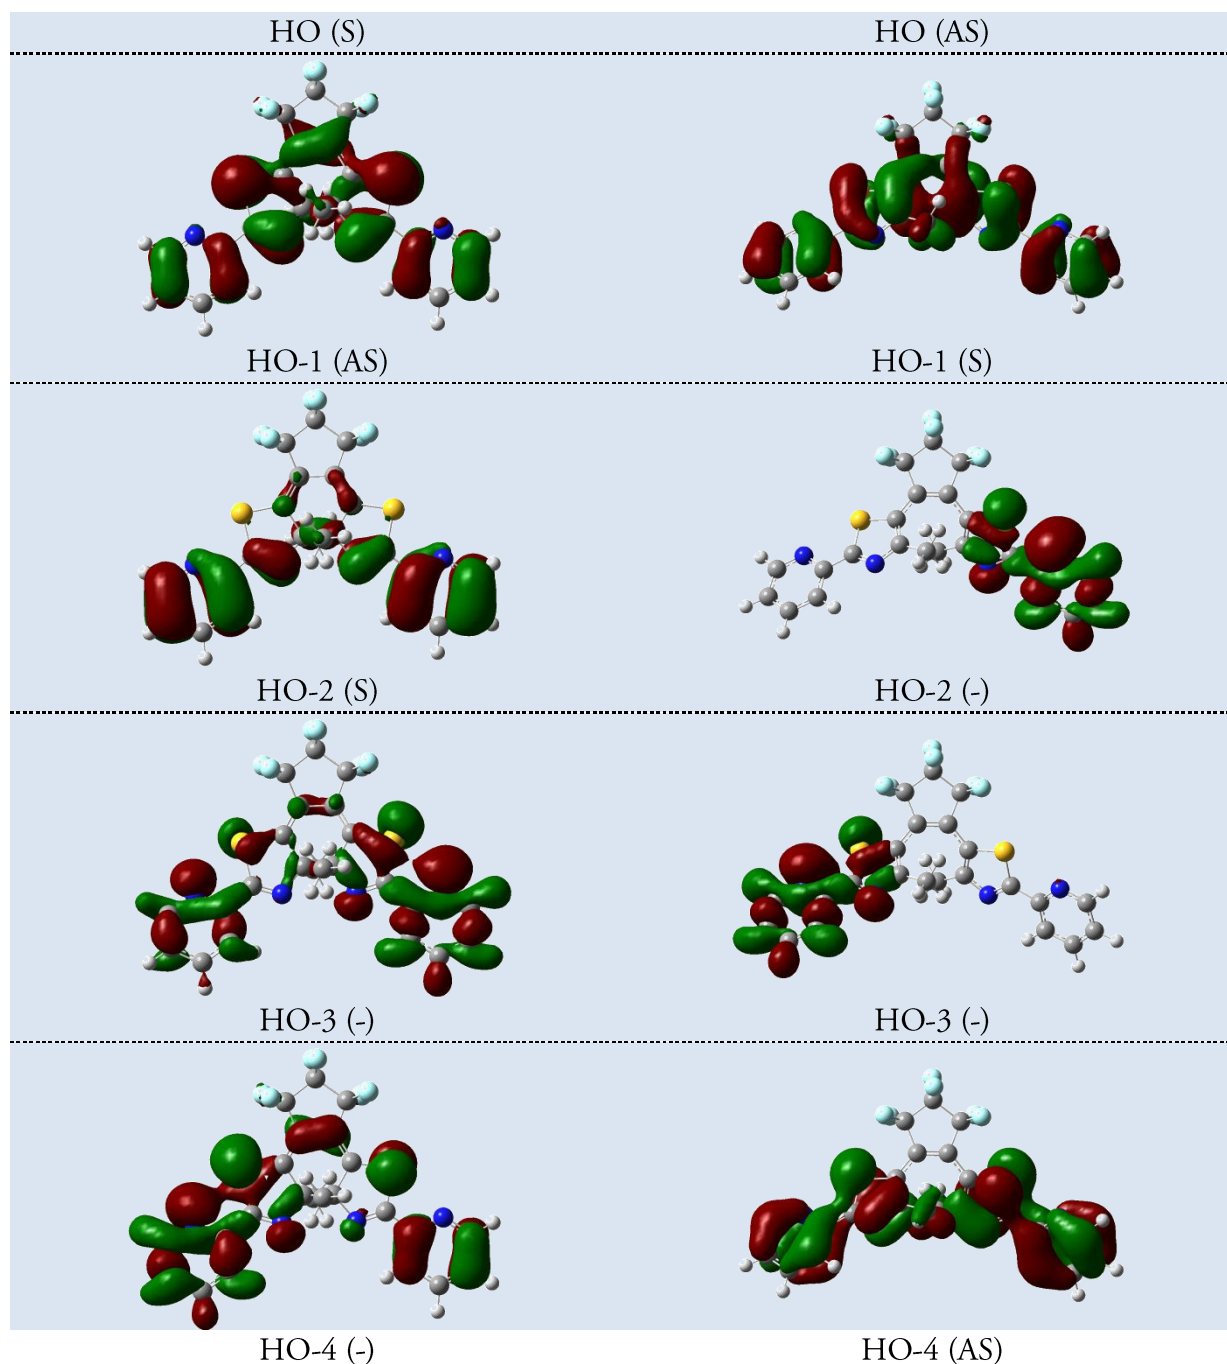 HO (S) HO (AS)
HO-1 (AS) HO-1 (S)
HO-2 (S) HO-2 (-)
HO-3 (-) HO-3 (-)
HO-4 (-) HO-4 (AS)